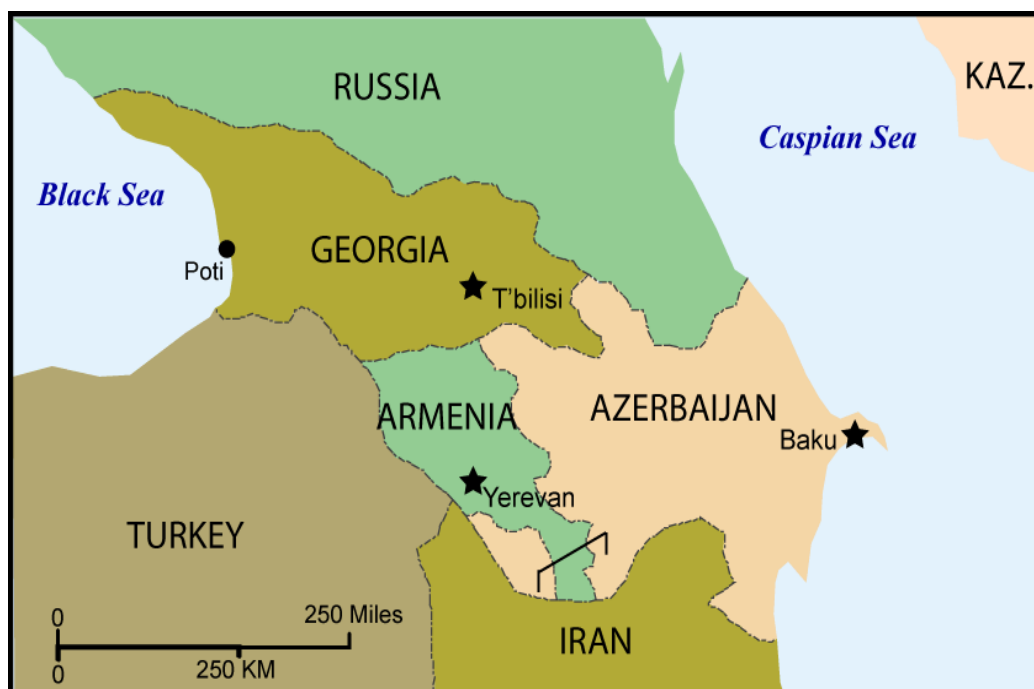 RUSSIA
KAZ.
Caspian Sea
Black Sea
GEORGIA
Poti
T'bilisi
ARMENIA
AZERBAIJAN
Baku
Yerevan
TURKEY
IRAN
0
250 Miles
0
250 KM